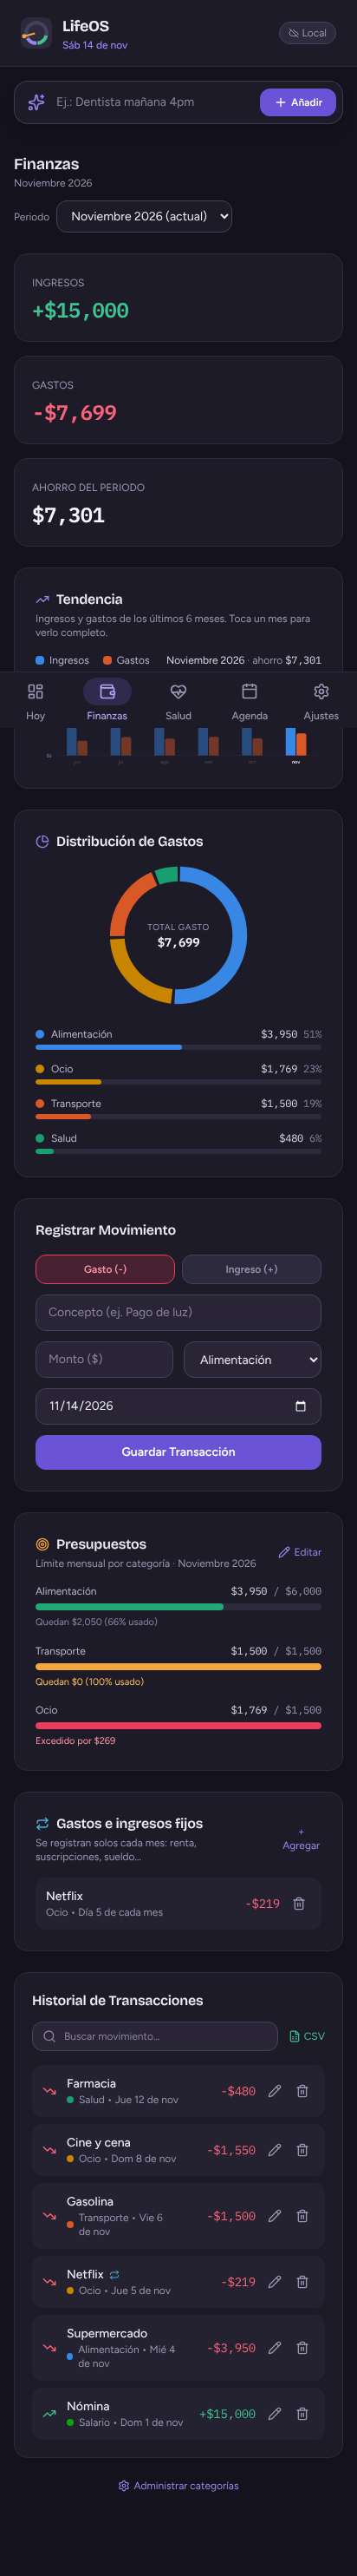 LifeOS
Sáb 14 de nov
Local
Ej.: Dentista mañana 4pm
Añadir
Finanzas
Noviembre 2026
Periodo
Noviembre 2026 (actual)
INGRESOS
+$15,000
GASTOS
-$7,699
AHORRO DEL PERIODO
$7,301
Tendencia
Ingresos y gastos de los últimos 6 meses. Toca un mes para
verlo completo.
Ingresos Gastos Noviembre 2026 · ahorro $7,301
Hoy Finanzas Salud Agenda Ajustes
$0
jun jul ago sep oct nov
Distribución de Gastos
TOTAL GASTO
$7,699
Alimentación $3,950 51%
Ocio $1,769 23%
Transporte $1,500 19%
Salud $480 6%
Registrar Movimiento
Gasto (-) Ingreso (+)
Concepto (ej. Pago de luz)
Monto ($) Alimentación
11/14/2026
Guardar Transacción
Presupuestos
Editar
Límite mensual por categoría · Noviembre 2026
Alimentación $3,950 / $6,000
Quedan $2,050 (66% usado)
Transporte $1,500 / $1,500
Quedan $0 (100% usado)
Ocio $1,769 / $1,500
Excedido por $269
Gastos e ingresos fijos
Se registran solos cada mes: renta,
suscripciones, sueldo…
+
Agregar
Netflix
Ocio • Día 5 de cada mes
-$219
Historial de Transacciones
Buscar movimiento...
CSV
Farmacia
Salud • Jue 12 de nov
-$480
Cine y cena
Ocio • Dom 8 de nov
-$1,550
Gasolina
Transporte • Vie 6
de nov
-$1,500
Netflix
Ocio • Jue 5 de nov
-$219
Supermercado
Alimentación • Mié 4
de nov
-$3,950
Nómina
Salario • Dom 1 de nov
+$15,000
Administrar categorías